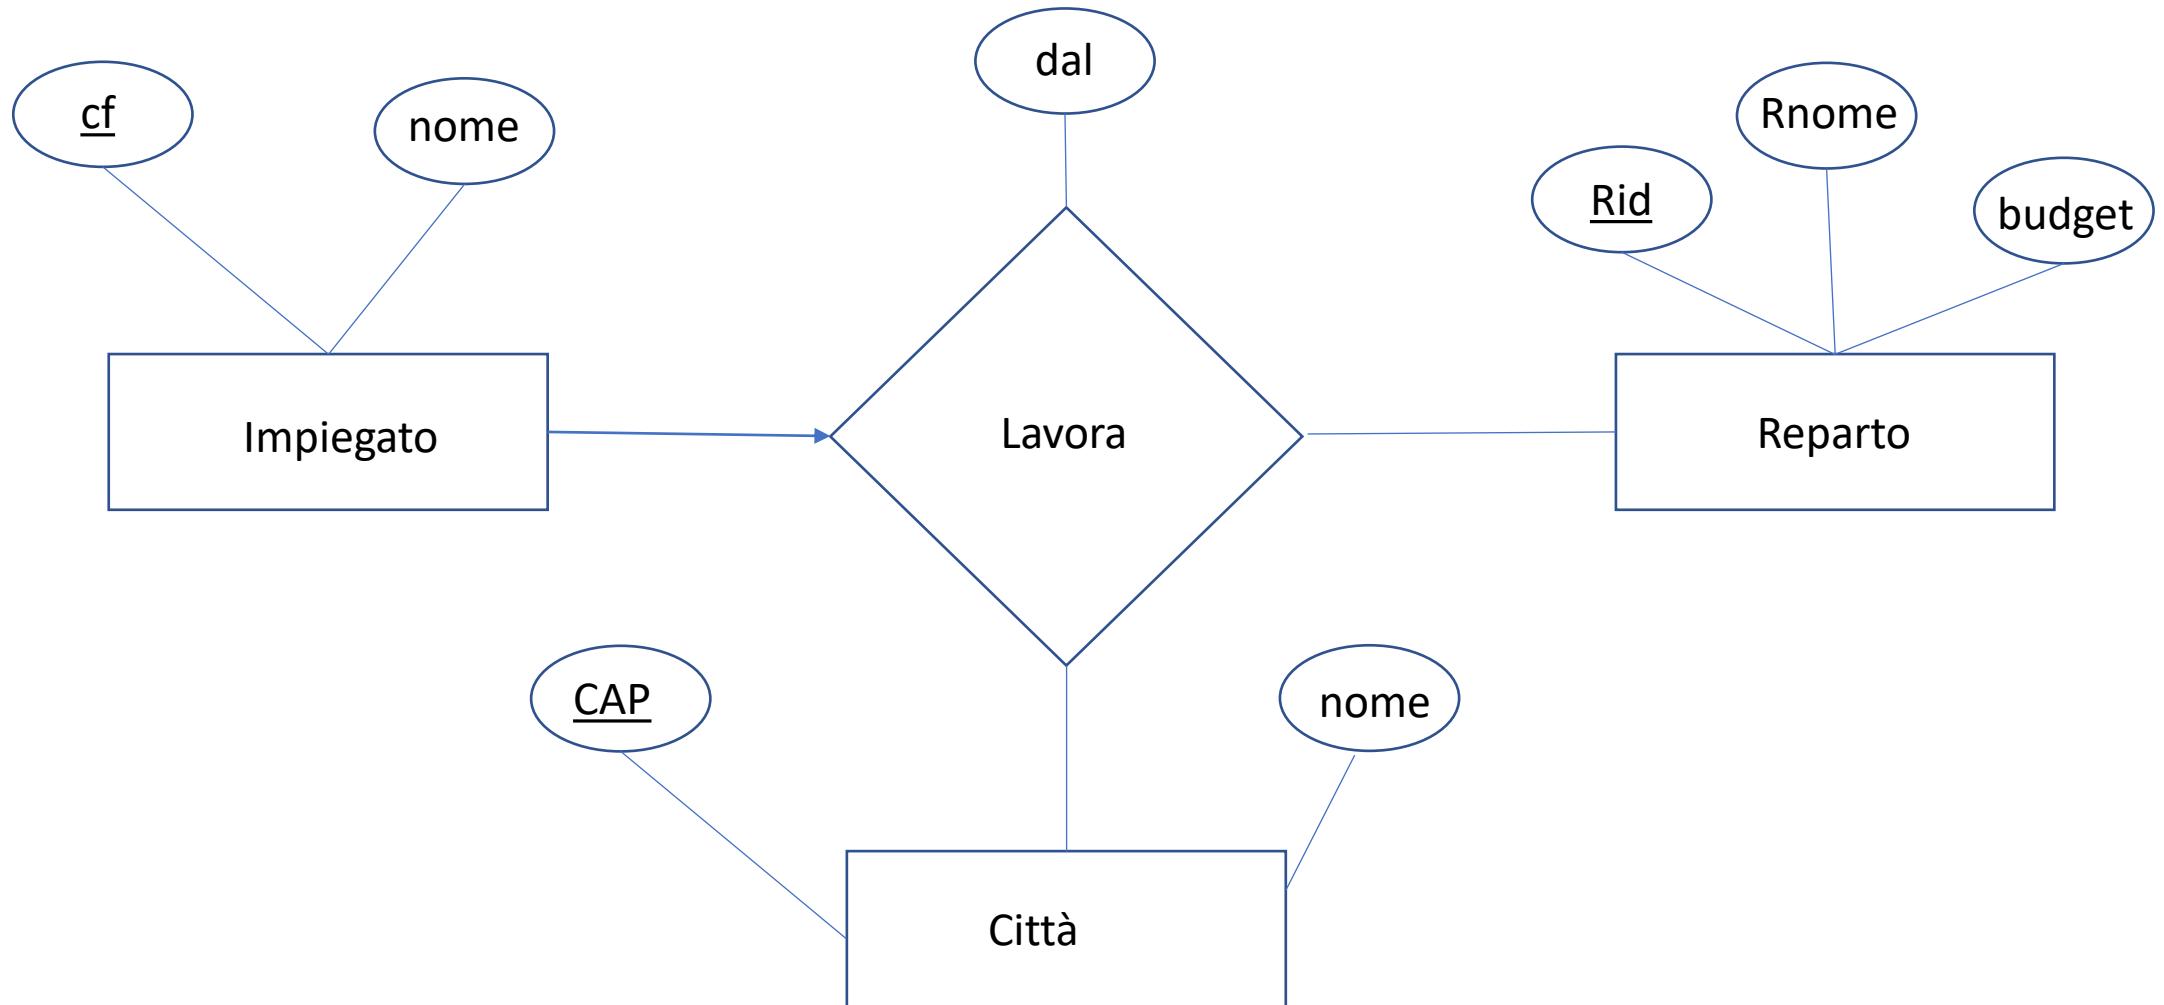 dal
cf
nome
Rnome
Rid
budget
Impiegato
Lavora
Reparto
CAP
nome
Città